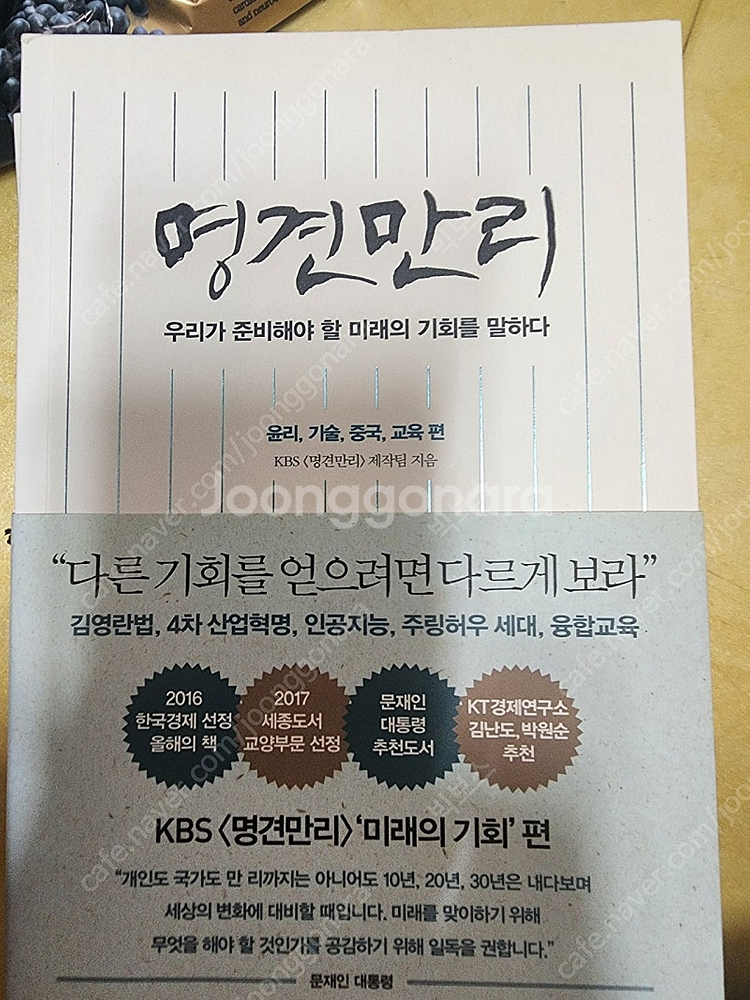 and neuro
명견만리
우리가 준비해야 할 미래의 기회를 말하다
윤리, 기술, 중국, 교육 편
KBS 〈명견만리〉 제작팀 지음
Joonggonara
“다른 기회를 얻으려면 다르게 보라”
김영란법, 4차 산업혁명, 인공지능, 주링허우 세대, 융합교육
2016
한국경제 선정
올해의 책
2017
세종도서
교양부문 선정
문재인
대통령
추천도서
KT경제연구소
김난도, 박원순
추천
KBS 〈명견만리〉 ‘미래의 기회’ 편
“개인도 국가도 만 리까지는 아니어도 10년, 20년, 30년은 내다보며
세상의 변화에 대비할 때입니다. 미래를 맞이하기 위해
무엇을 해야 할 것인가를 공감하기 위해 일독을 권합니다.”
문재인 대통령
cafe.naver.com/joonggonara